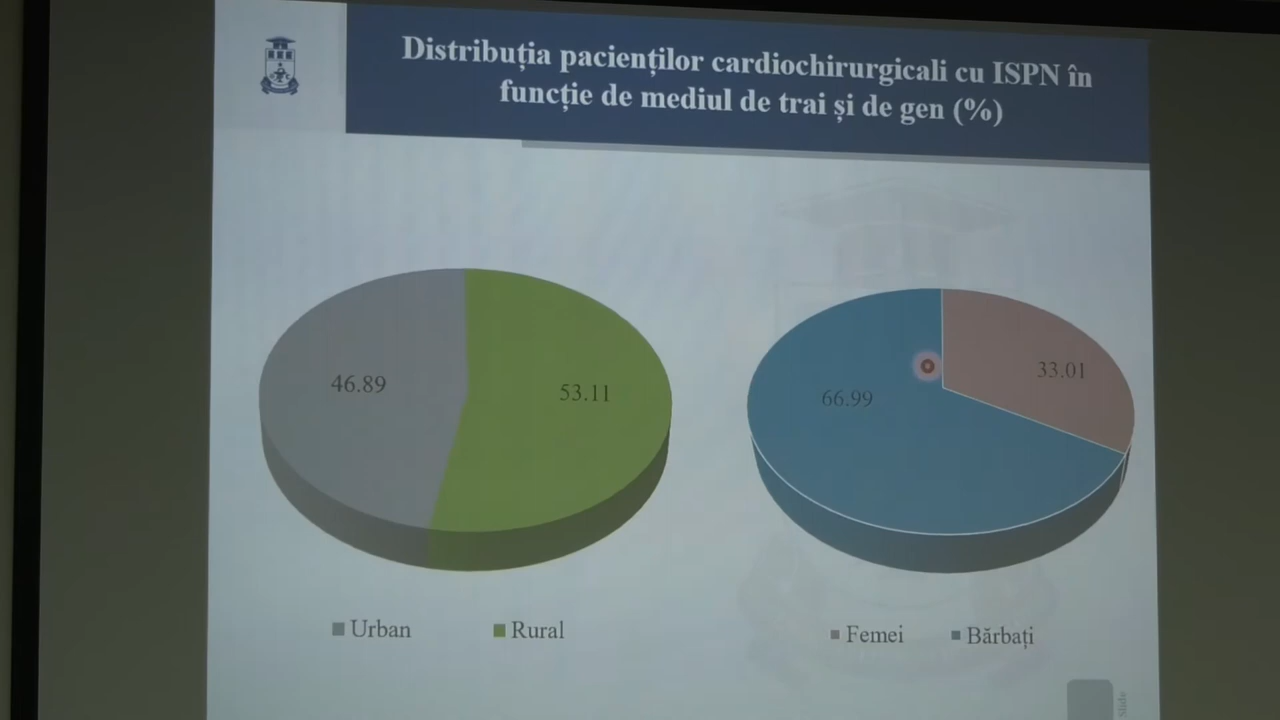 Distribuția pacienților cardiochirurgicali cu ISPN în
funcție de mediul de trai și de gen (%)
46.89
53.11
66.99
33.01
Urban
Rural
Femei
Bărbați
Slide